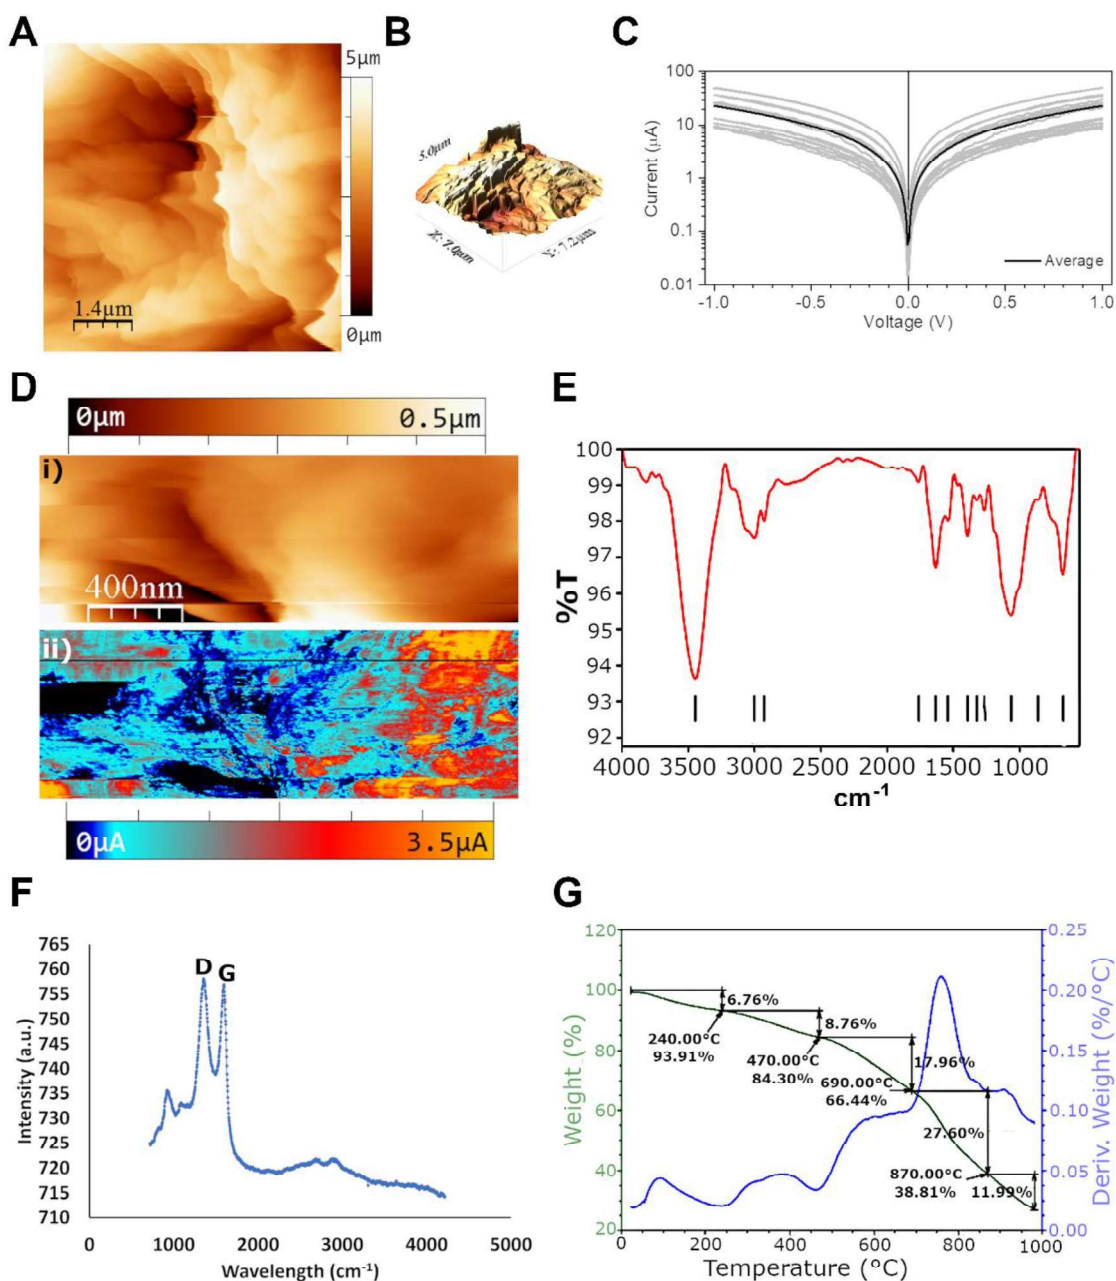 A
5μm
1.4μm
0μm
B
5.0μm
X: 7.0μm
Y: 7.2μm
C
100
10
1
0.1
0.01
Current (μA)
-1.0
-0.5
0.0
0.5
1.0
Voltage (V)
Average
D
0μm
0.5μm
i)
400nm
ii)
0μA
3.5μA
E
100
99
98
97
96
95
94
93
92
%T
4000
3500
3000
2500
2000
1500
1000
cm-1
F
765
760
755
750
745
740
735
730
725
720
715
710
Intensity (a.u.)
D
G
0
1000
2000
3000
4000
5000
Wavelength (cm-1)
G
120
100
80
60
40
20
Weight (%)
6.76%
240.00°C
93.91%
8.76%
470.00°C
84.30%
17.96%
690.00°C
66.44%
27.60%
870.00°C
38.81%
11.99%
0.25
0.20
0.15
0.10
0.05
0.00
Deriv. Weight (%/°C)
0
200
400
600
800
1000
Temperature (°C)